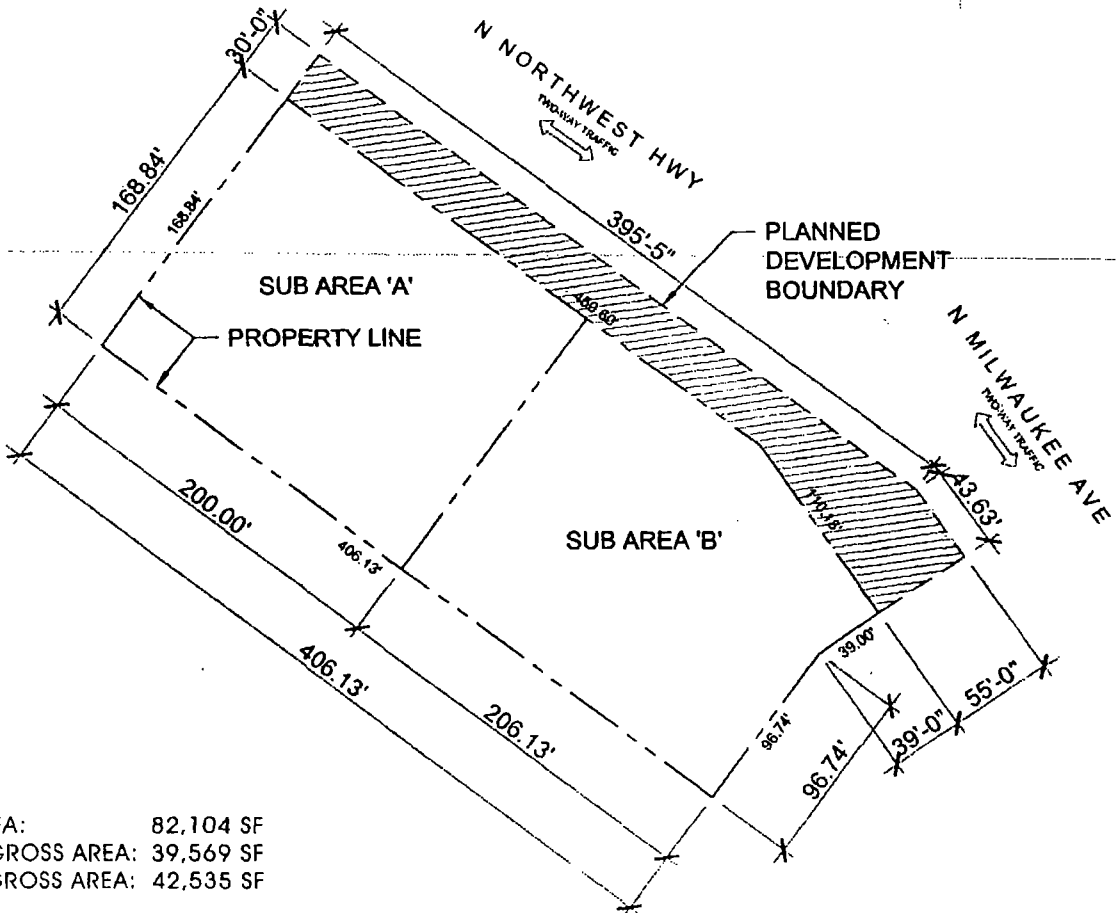 30'-0"
N NORTHWEST HWY
TWO-WAY TRAFFIC
168.84'
168.84'
395'-5"
PLANNED
DEVELOPMENT
BOUNDARY
SUB AREA 'A'
PROPERTY LINE
N MILWAUKEE AVE
TWO-WAY TRAFFIC
43.63'
110.18'
200.00'
406.13'
SUB AREA 'B'
39.00'
55'-0"
39'-0"
406.13'
206.13'
96.74'
96.74'
82,104 SF
GROSS AREA: 39,569 SF
GROSS AREA: 42,535 SF